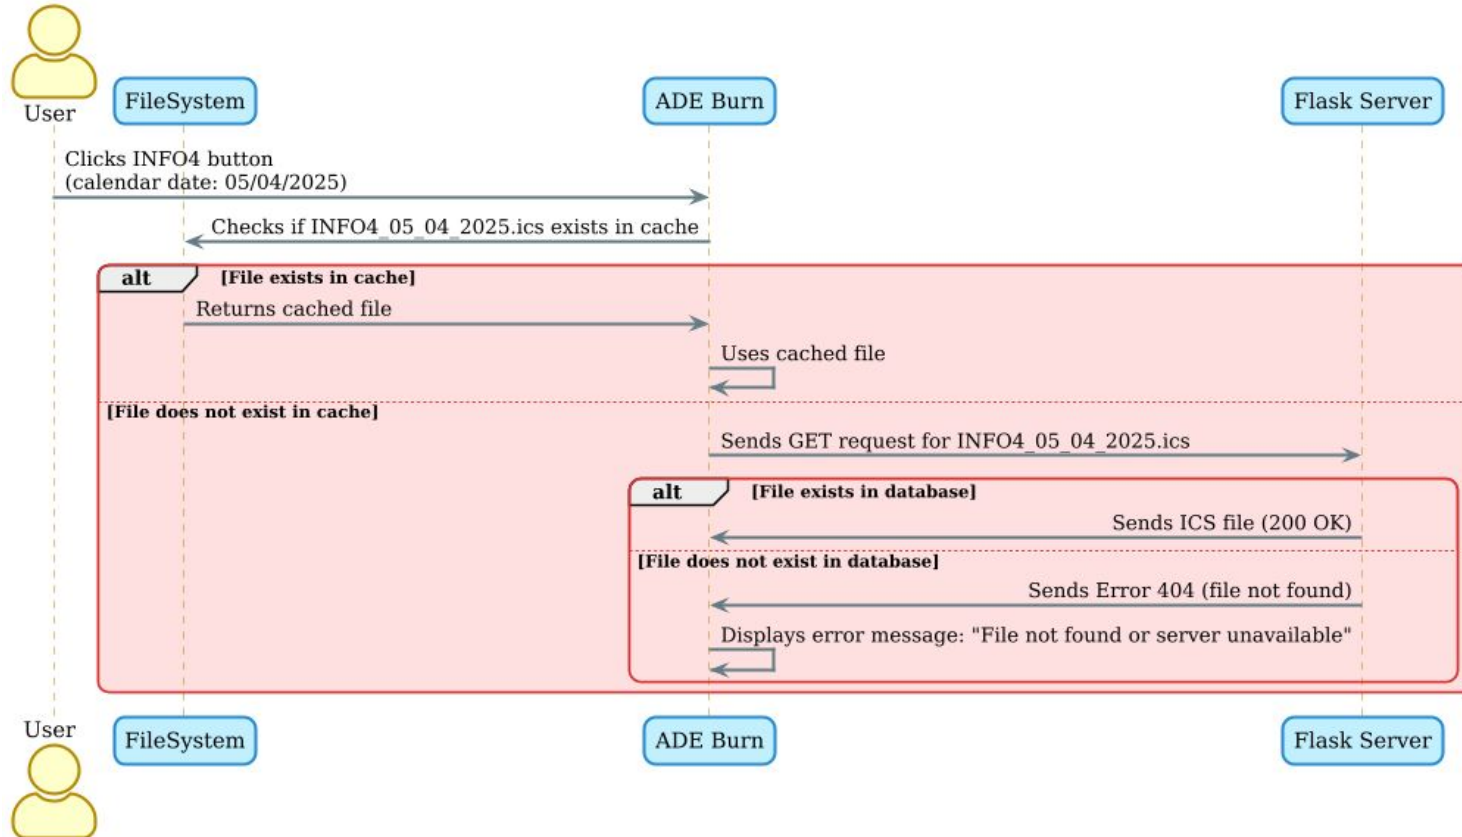 User
FileSystem
ADE Burn
Flask Server
Clicks INFO4 button
(calendar date: 05/04/2025)
Checks if INFO4_05_04_2025.ics exists in cache
alt
[File exists in cache]
Returns cached file
Uses cached file
[File does not exist in cache]
Sends GET request for INFO4_05_04_2025.ics
alt
[File exists in database]
Sends ICS file (200 OK)
[File does not exist in database]
Sends Error 404 (file not found)
Displays error message: "File not found or server unavailable"
User
FileSystem
ADE Burn
Flask Server